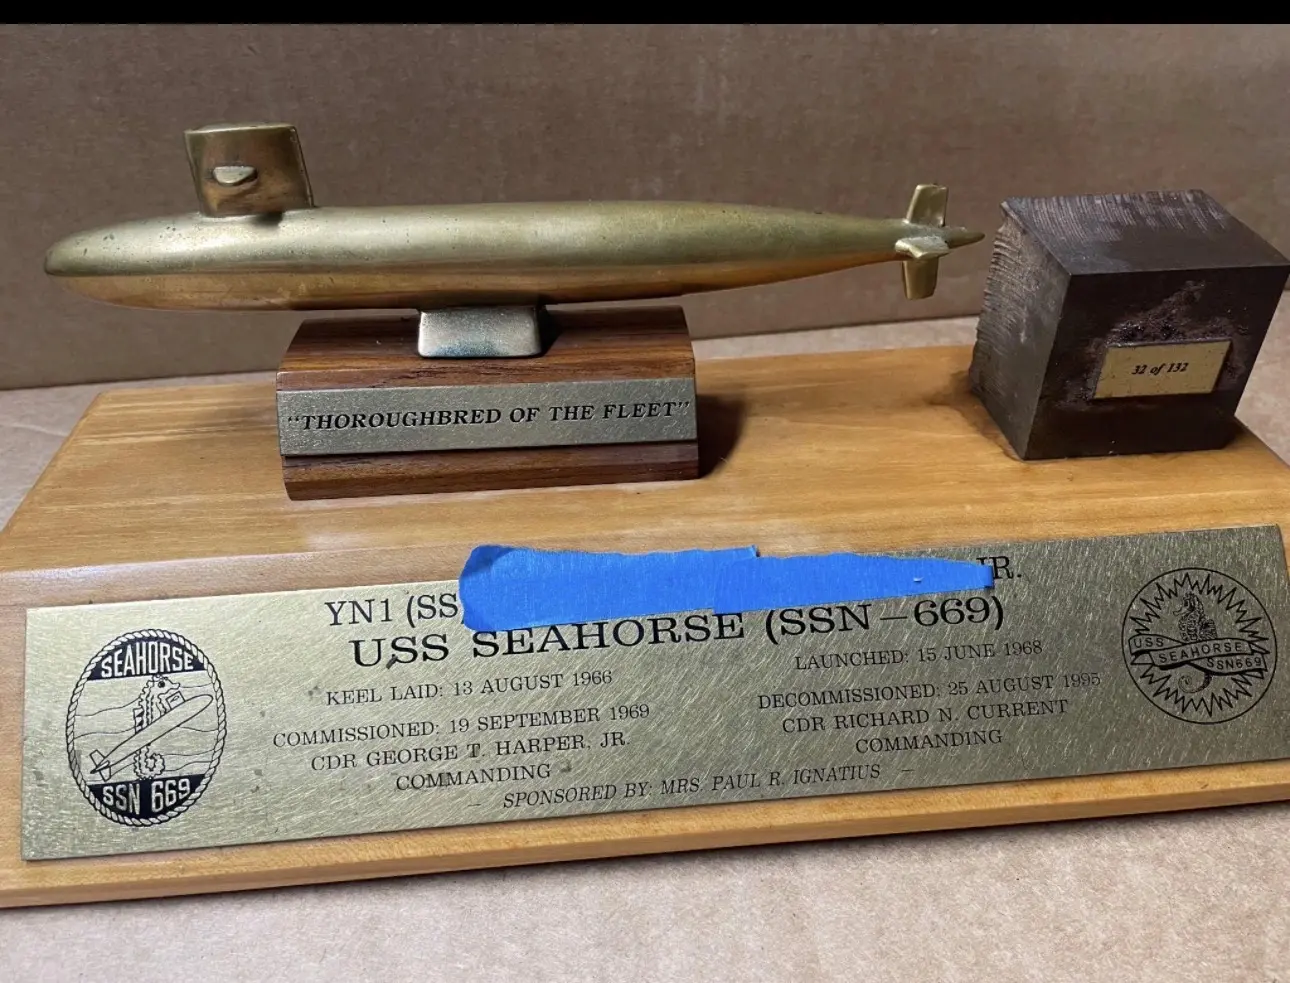 "THOROUGHBRED OF THE FLEET"
32 of 132
YN1 (SS JR.
USS SEAHORSE (SSN-669)
KEEL LAID: 13 AUGUST 1966
LAUNCHED: 15 JUNE 1968
COMMISSIONED: 19 SEPTEMBER 1969
CDR GEORGE T. HARPER, JR.
COMMANDING
DECOMMISSIONED: 25 AUGUST 1995
CDR RICHARD N. CURRENT
COMMANDING
- SPONSORED BY: MRS. PAUL R. IGNATIUS -
SEAHORSE
SSN 669
USS
SEAHORSE
SSN669